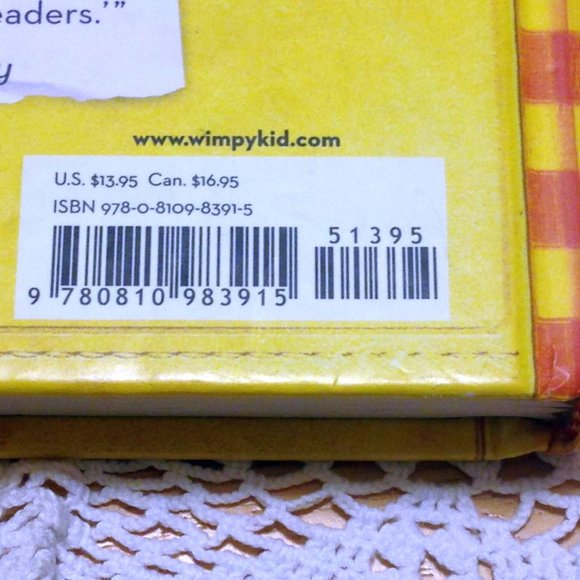 eaders.’”
y
www.wimpykid.com
U.S. $13.95 Can. $16.95
ISBN 978-0-8109-8391-5
51395
9 780810 983915